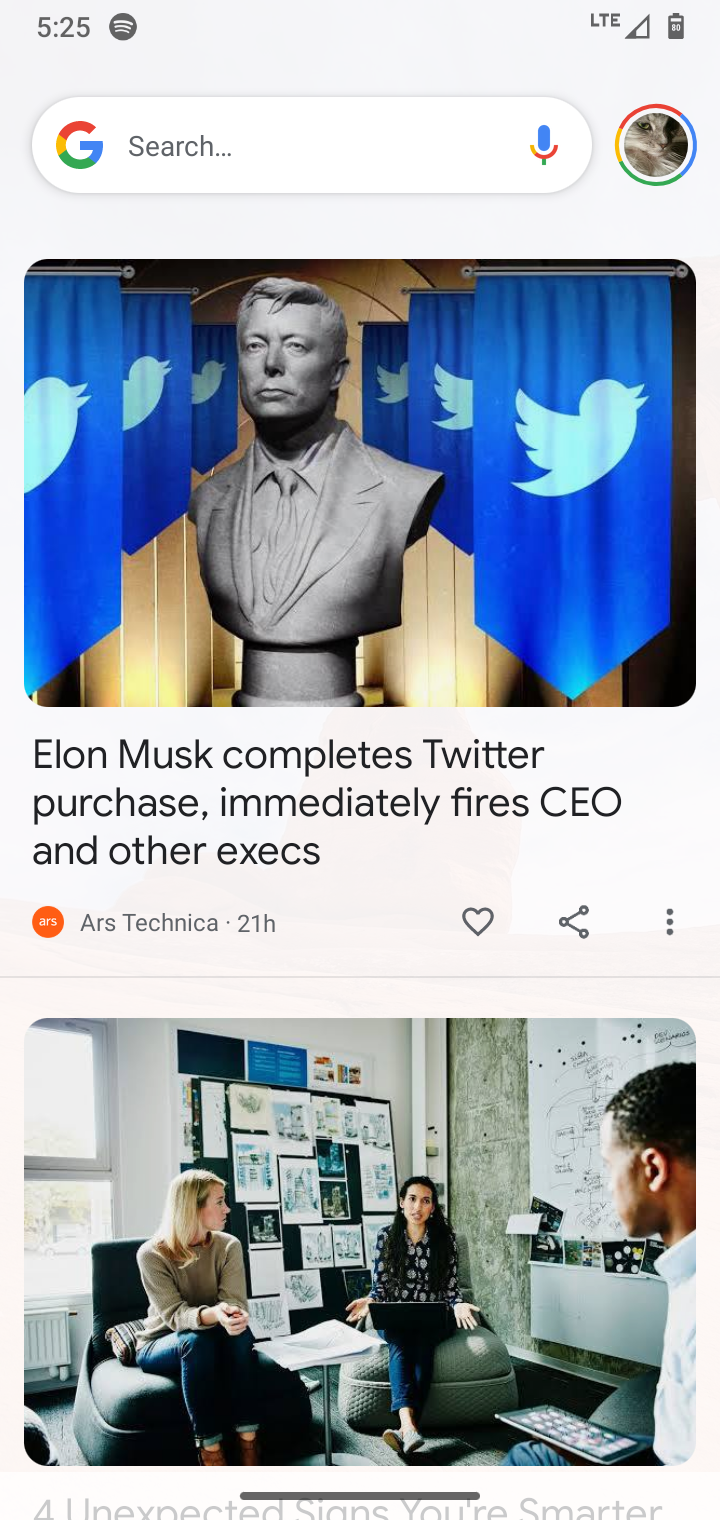 5:25 LTE 80
Search…
Elon Musk completes Twitter
purchase, immediately fires CEO
and other execs
ars Ars Technica · 21h
4 Unexpected Signs You're Smarter